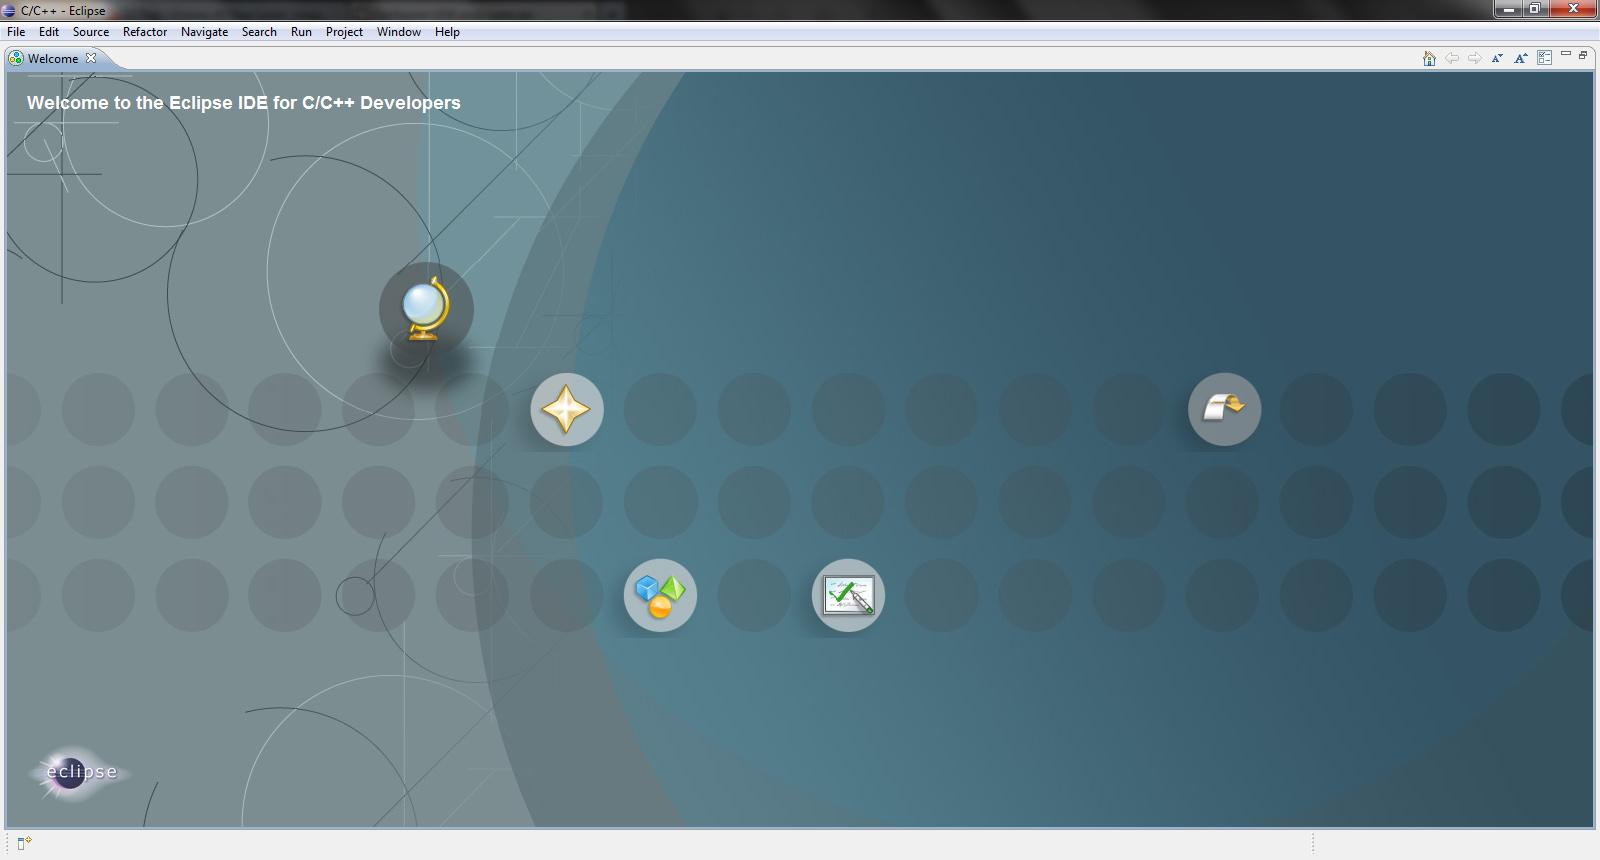 C/C++ - Eclipse
File Edit Source Refactor Navigate Search Run Project Window Help
Welcome
Welcome to the Eclipse IDE for C/C++ Developers
eclipse